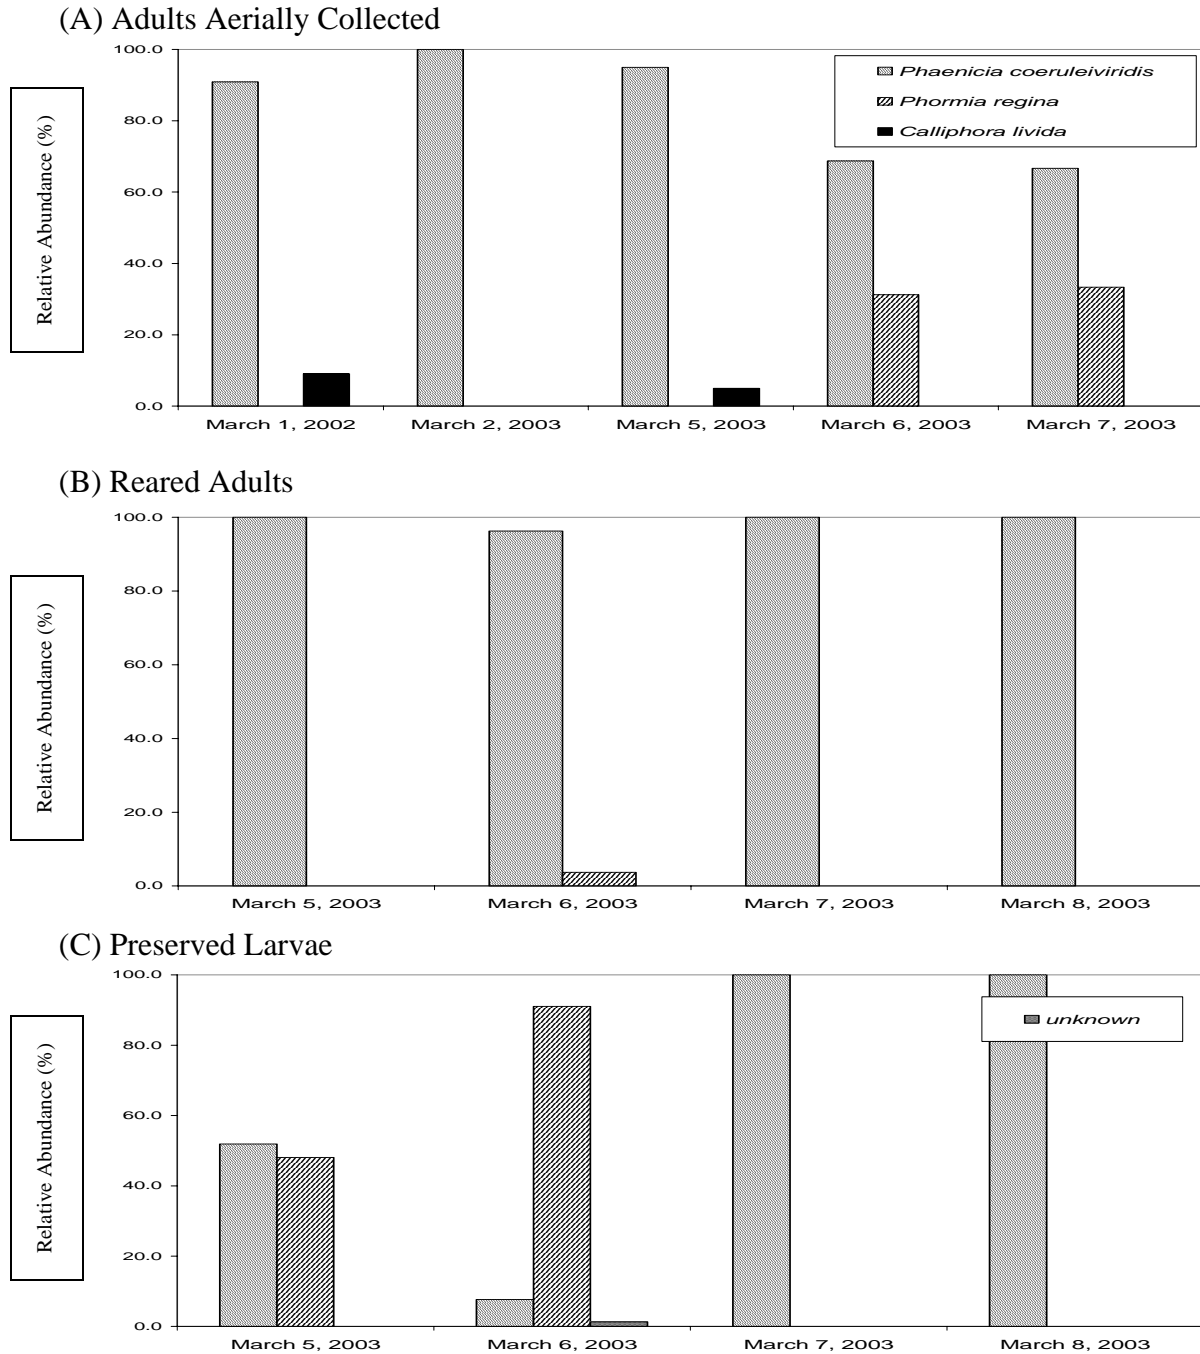 (A) Adults Aerially Collected
Relative Abundance (%)
100.0
80.0
60.0
40.0
20.0
0.0
Phaenicia coeruleiviridis
Phormia regina
Calliphora livida
March 1, 2002
March 2, 2003
March 5, 2003
March 6, 2003
March 7, 2003
(B) Reared Adults
Relative Abundance (%)
100.0
80.0
60.0
40.0
20.0
0.0
March 5, 2003
March 6, 2003
March 7, 2003
March 8, 2003
(C) Preserved Larvae
Relative Abundance (%)
100.0
80.0
60.0
40.0
20.0
0.0
unknown
March 5, 2003
March 6, 2003
March 7, 2003
March 8, 2003